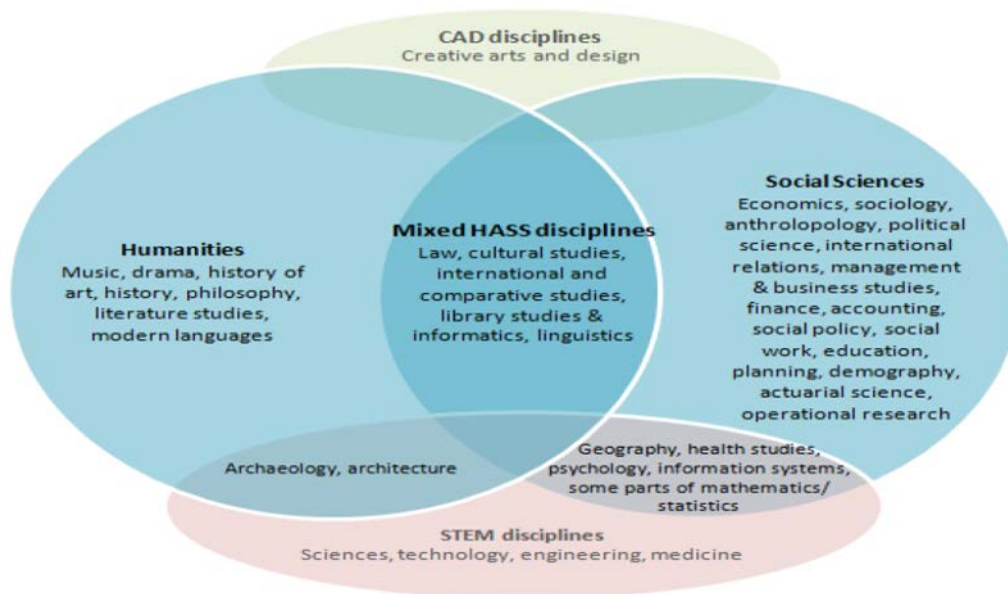 CAD disciplines
Creative arts and design
Humanities
Music, drama, history of
art, history, philosophy,
literature studies,
modern languages
Mixed HASS disciplines
Law, cultural studies,
international and
comparative studies,
library studies &
informatics, linguistics
Social Sciences
Economics, sociology,
anthrolopology, political
science, international
relations, management
& business studies,
finance, accounting,
social policy, social
work, education,
planning, demography,
actuarial science,
operational research
Archaeology, architecture
Geography, health studies,
psychology, information systems,
some parts of mathematics/
statistics
STEM disciplines
Sciences, technology, engineering, medicine